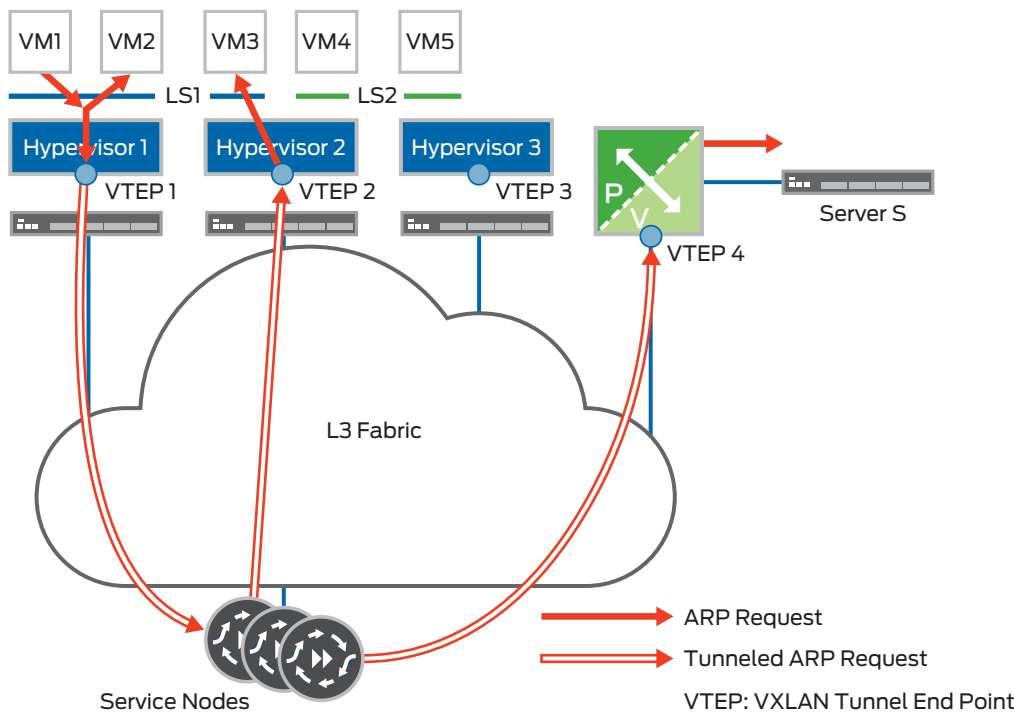 VM1
VM2
VM3
VM4
VM5
LS1
LS2
Hypervisor 1
Hypervisor 2
Hypervisor 3
P
V
VTEP 1
VTEP 2
VTEP 3
Server S
VTEP 4
L3 Fabric
ARP Request
Tunneled ARP Request
Service Nodes
VTEP: VXLAN Tunnel End Point